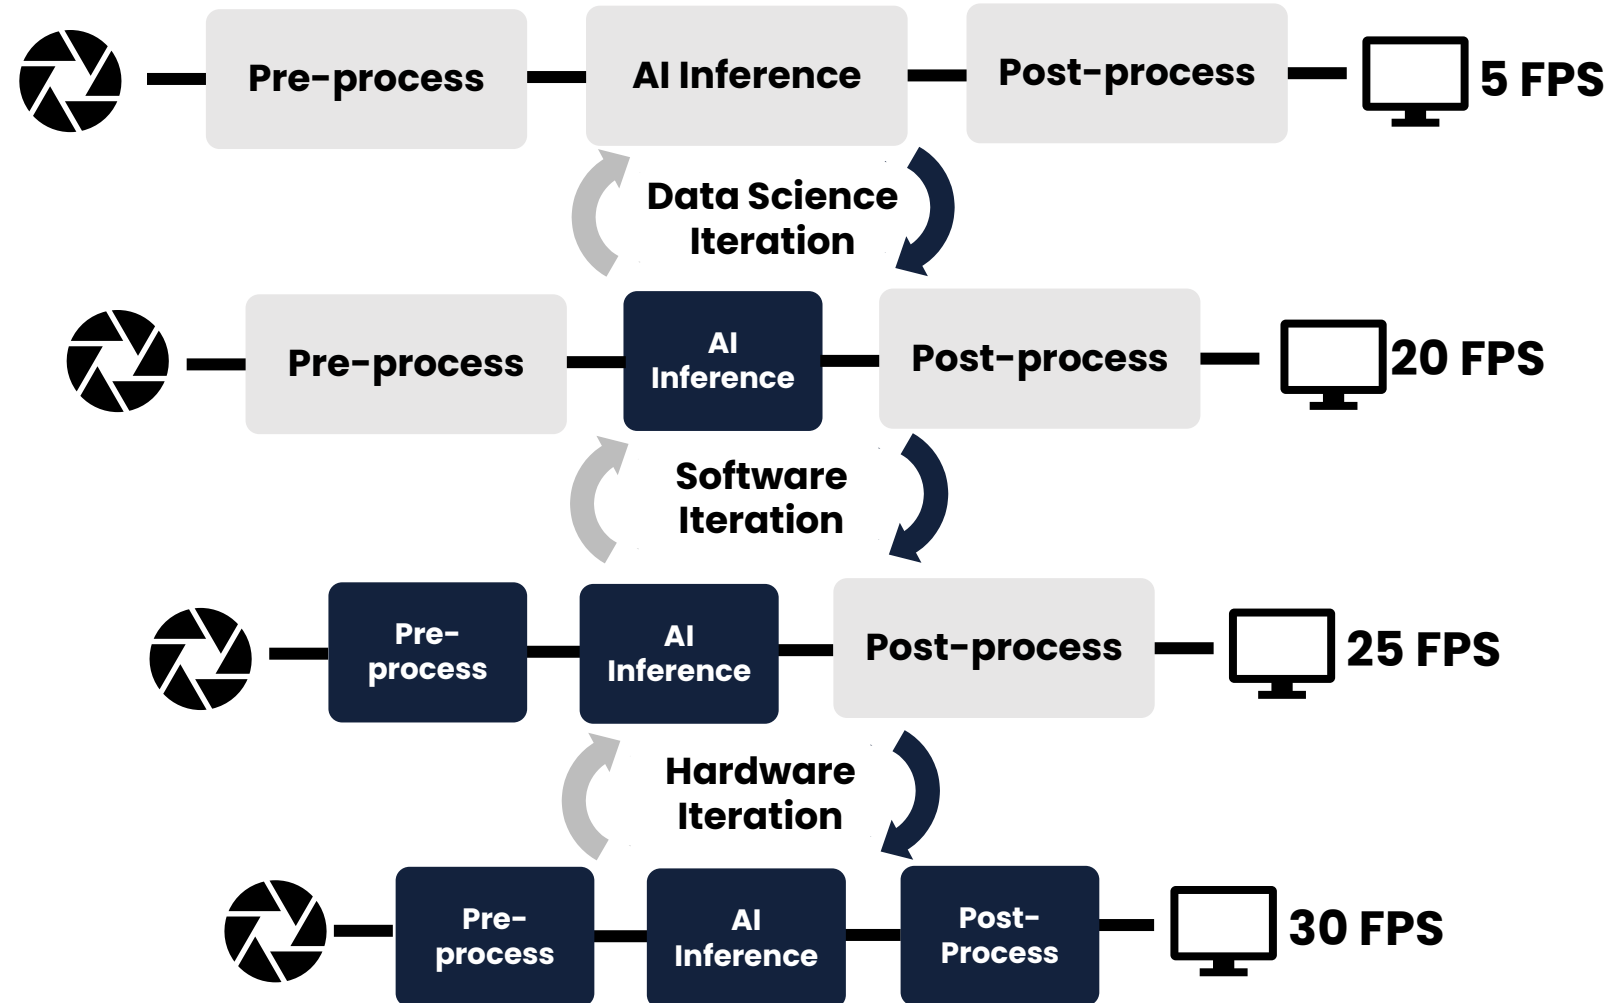 Pre-process
AI Inference
Post-process
5 FPS
Data Science
Iteration
Pre-process
AI
Inference
Post-process
20 FPS
Software
Iteration
Pre-
process
AI
Inference
Post-process
25 FPS
Hardware
Iteration
Pre-
process
AI
Inference
Post-
Process
30 FPS